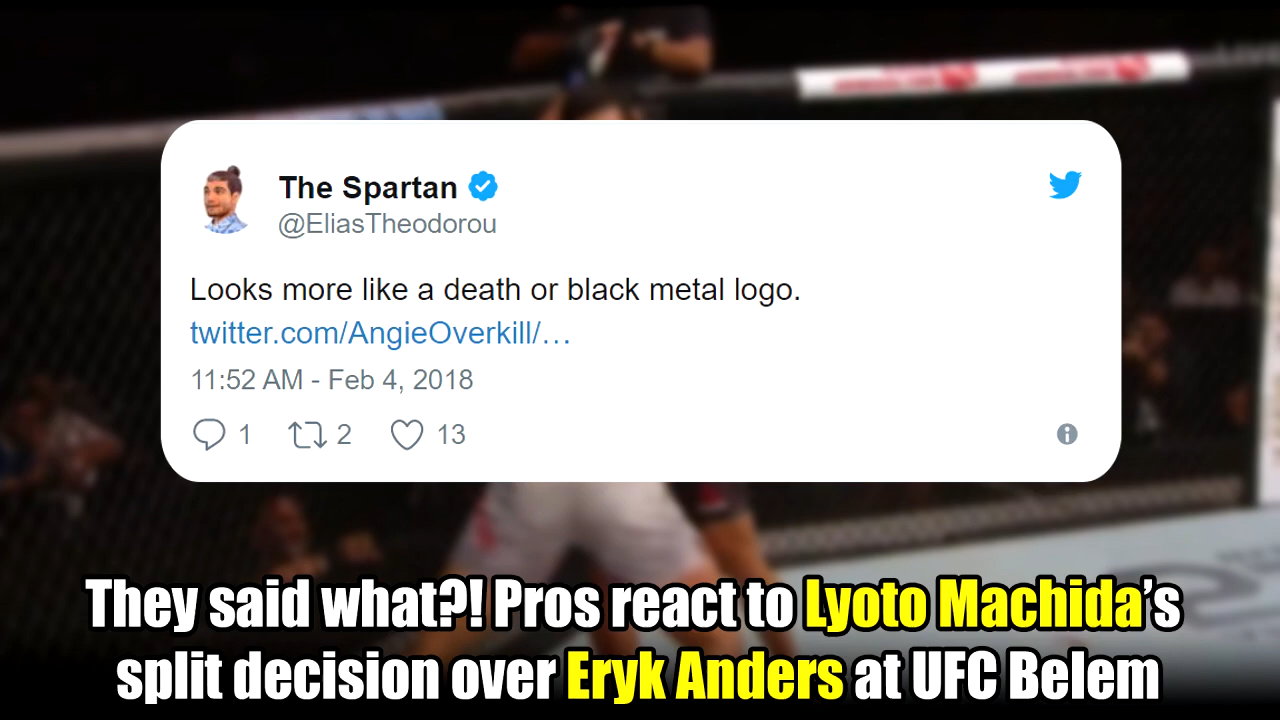 The Spartan
@EliasTheodorou
Looks more like a death or black metal logo.
twitter.com/AngieOverkill/…
11:52 AM - Feb 4, 2018
1 2 13
They said what?! Pros react to Lyoto Machida’s
split decision over Eryk Anders at UFC Belem